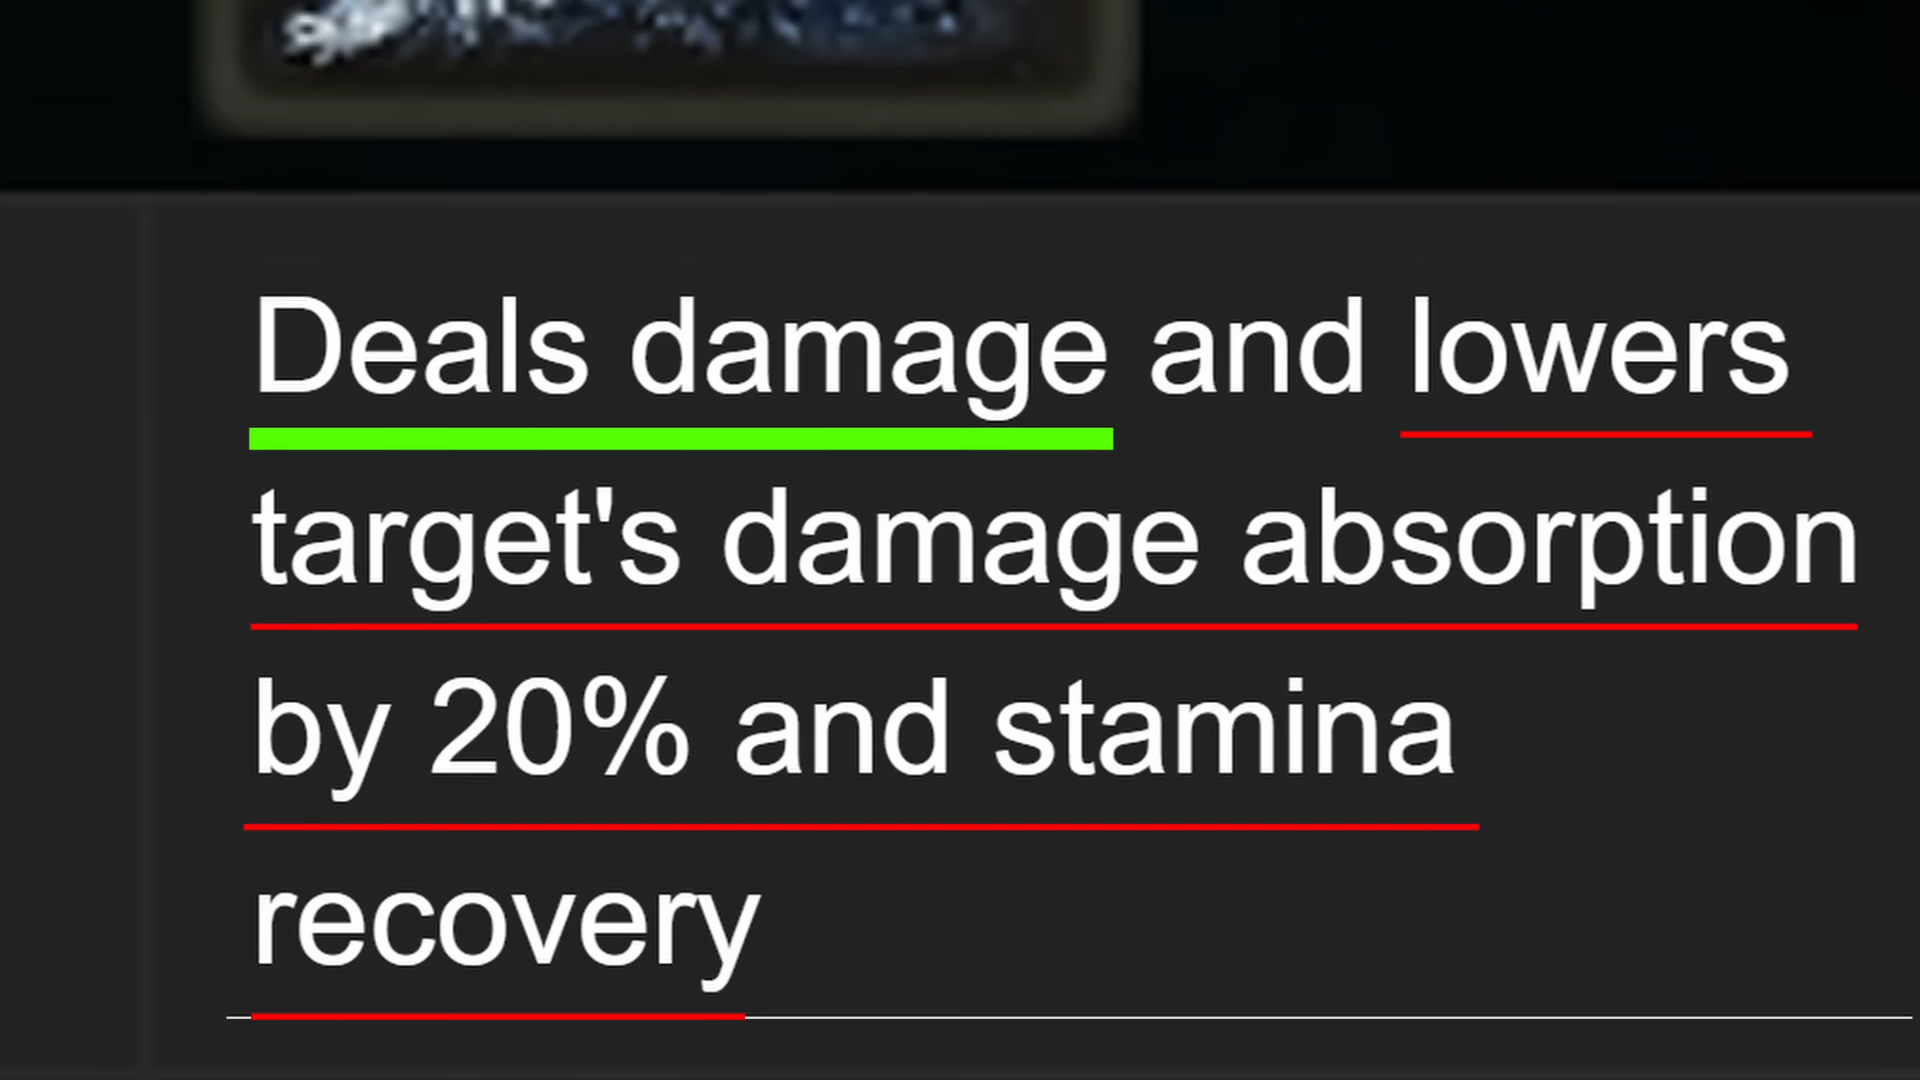 Deals damage and lowers
target's damage absorption
by 20% and stamina
recovery